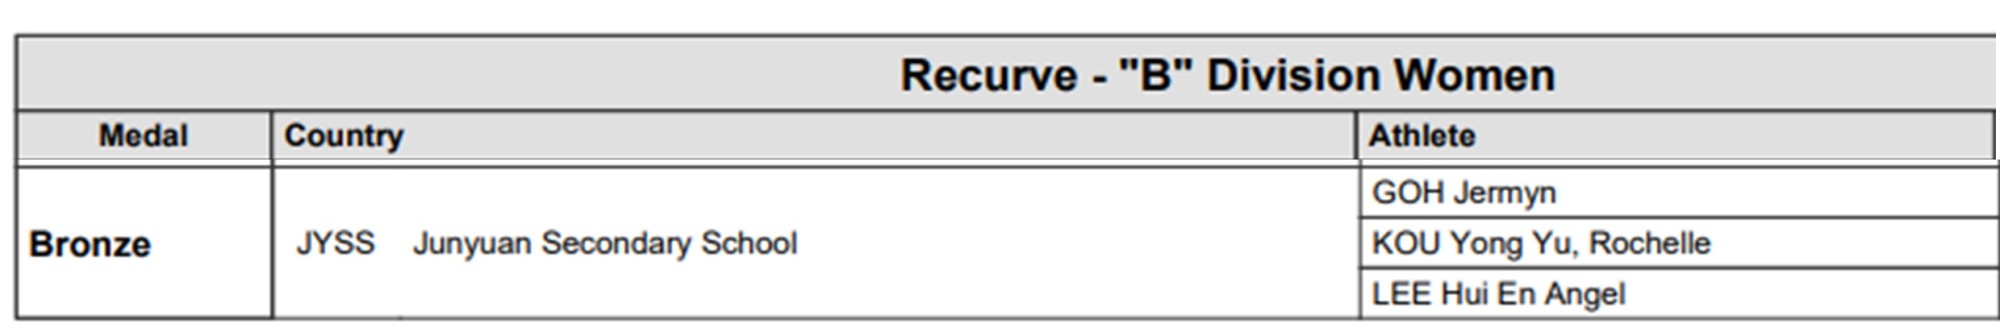 Recurve - "B" Division Women
Medal Country Athlete
GOH Jermyn
Bronze JYSS Junyuan Secondary School KOU Yong Yu, Rochelle
LEE Hui En Angel